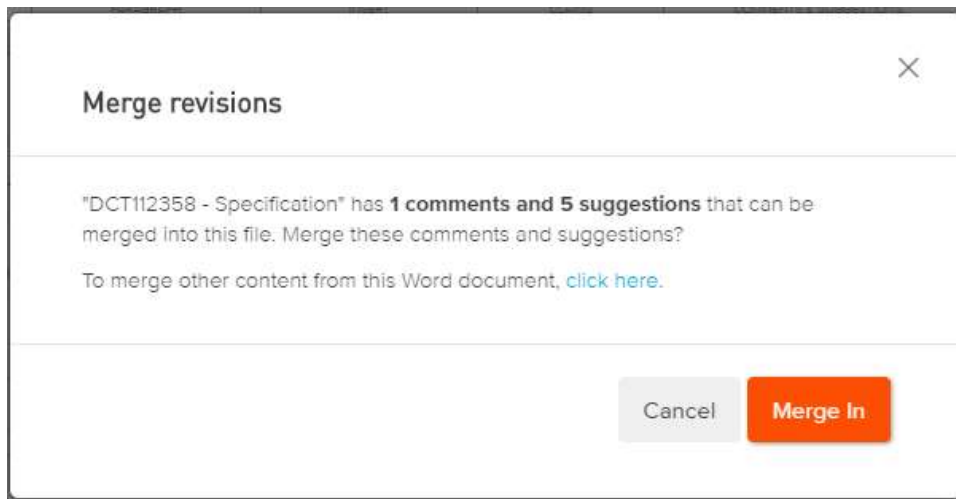 Merge revisions
"DCT112358 - Specification" has 1 comments and 5 suggestions that can be
merged into this file. Merge these comments and suggestions?
To merge other content from this Word document, click here.
Cancel
Merge In